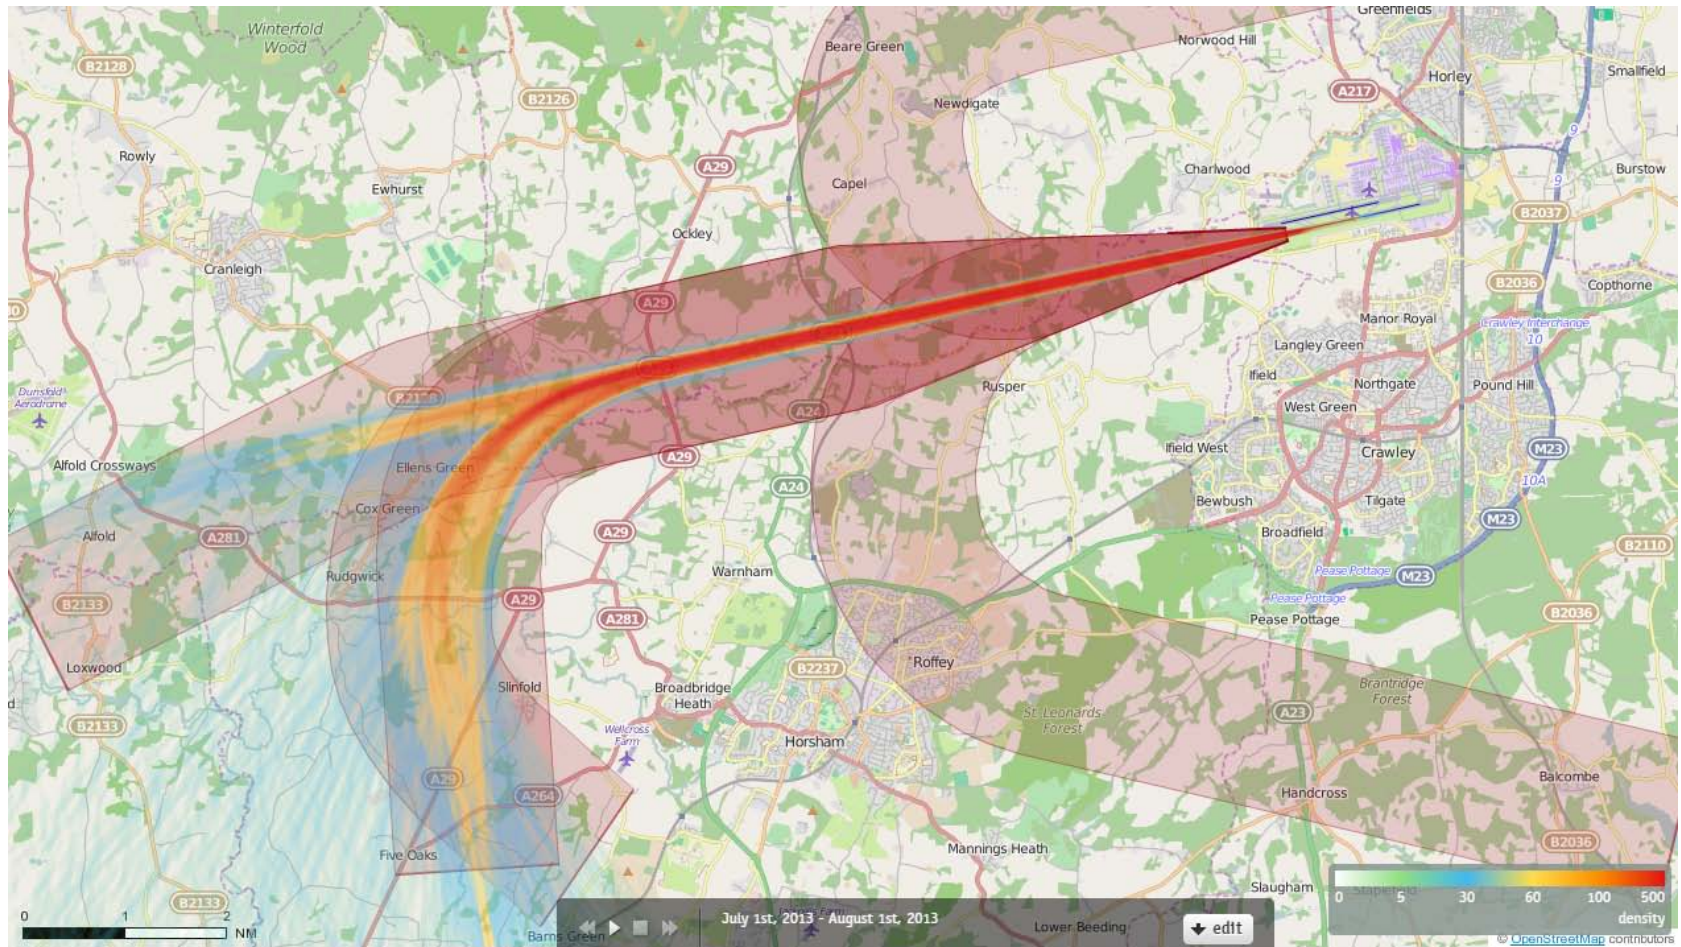 Greenfields
Winterfold
Wood
Beare Green
Norwood Hill
B2128
Horley
Smallfield
B2126
A217
Newdigate
9
Rowly
A29
Charlwood
Burstow
Ewhurst
Capel
9
B2037
Ockley
Cranleigh
B2036
Copthorne
A29
Manor Royal
Crawley Interchange
10
Langley Green
Dunsfold
Aerodrome
Rusper
Ifield
Northgate
Pound Hill
West Green
A24
Ifield West
M23
Crawley
A29
Alfold Crossways
Ellens Green
10A
A24
Bewbush
Tilgate
Cox Green
M23
Alfold
A281
A29
Broadfield
B2110
Warnham
Pease Pottage
M23
Rudgwick
Pease Pottage
B2133
A29
A281
B2036
Pease Pottage
Loxwood
B2237
Roffey
Slinfold
Broadbridge
Heath
Brantridge
Forest
B2133
St. Leonards
Forest
A23
Wellcross
Farm
Horsham
A29
A264
Balcombe
Handcross
Five Oaks
Mannings Heath
B2036
B2133
Slaugham
Staplefield
0 5 30 60 100 500
density
0 1 2
NM
July 1st, 2013 - August 1st, 2013
edit
Barns Green
Lower Beeding
© OpenStreetMap contributors